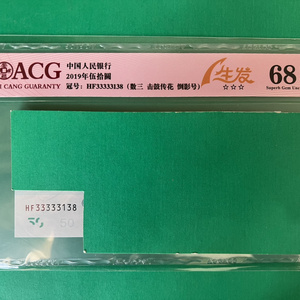 ACG
CANG GUARANTY
中国人民银行
2019年伍拾圆
冠号：HF33333138（数三 击鼓传花 倒影号）
生发
☆☆☆
68
Superb Gem Unc
HF33333138
50